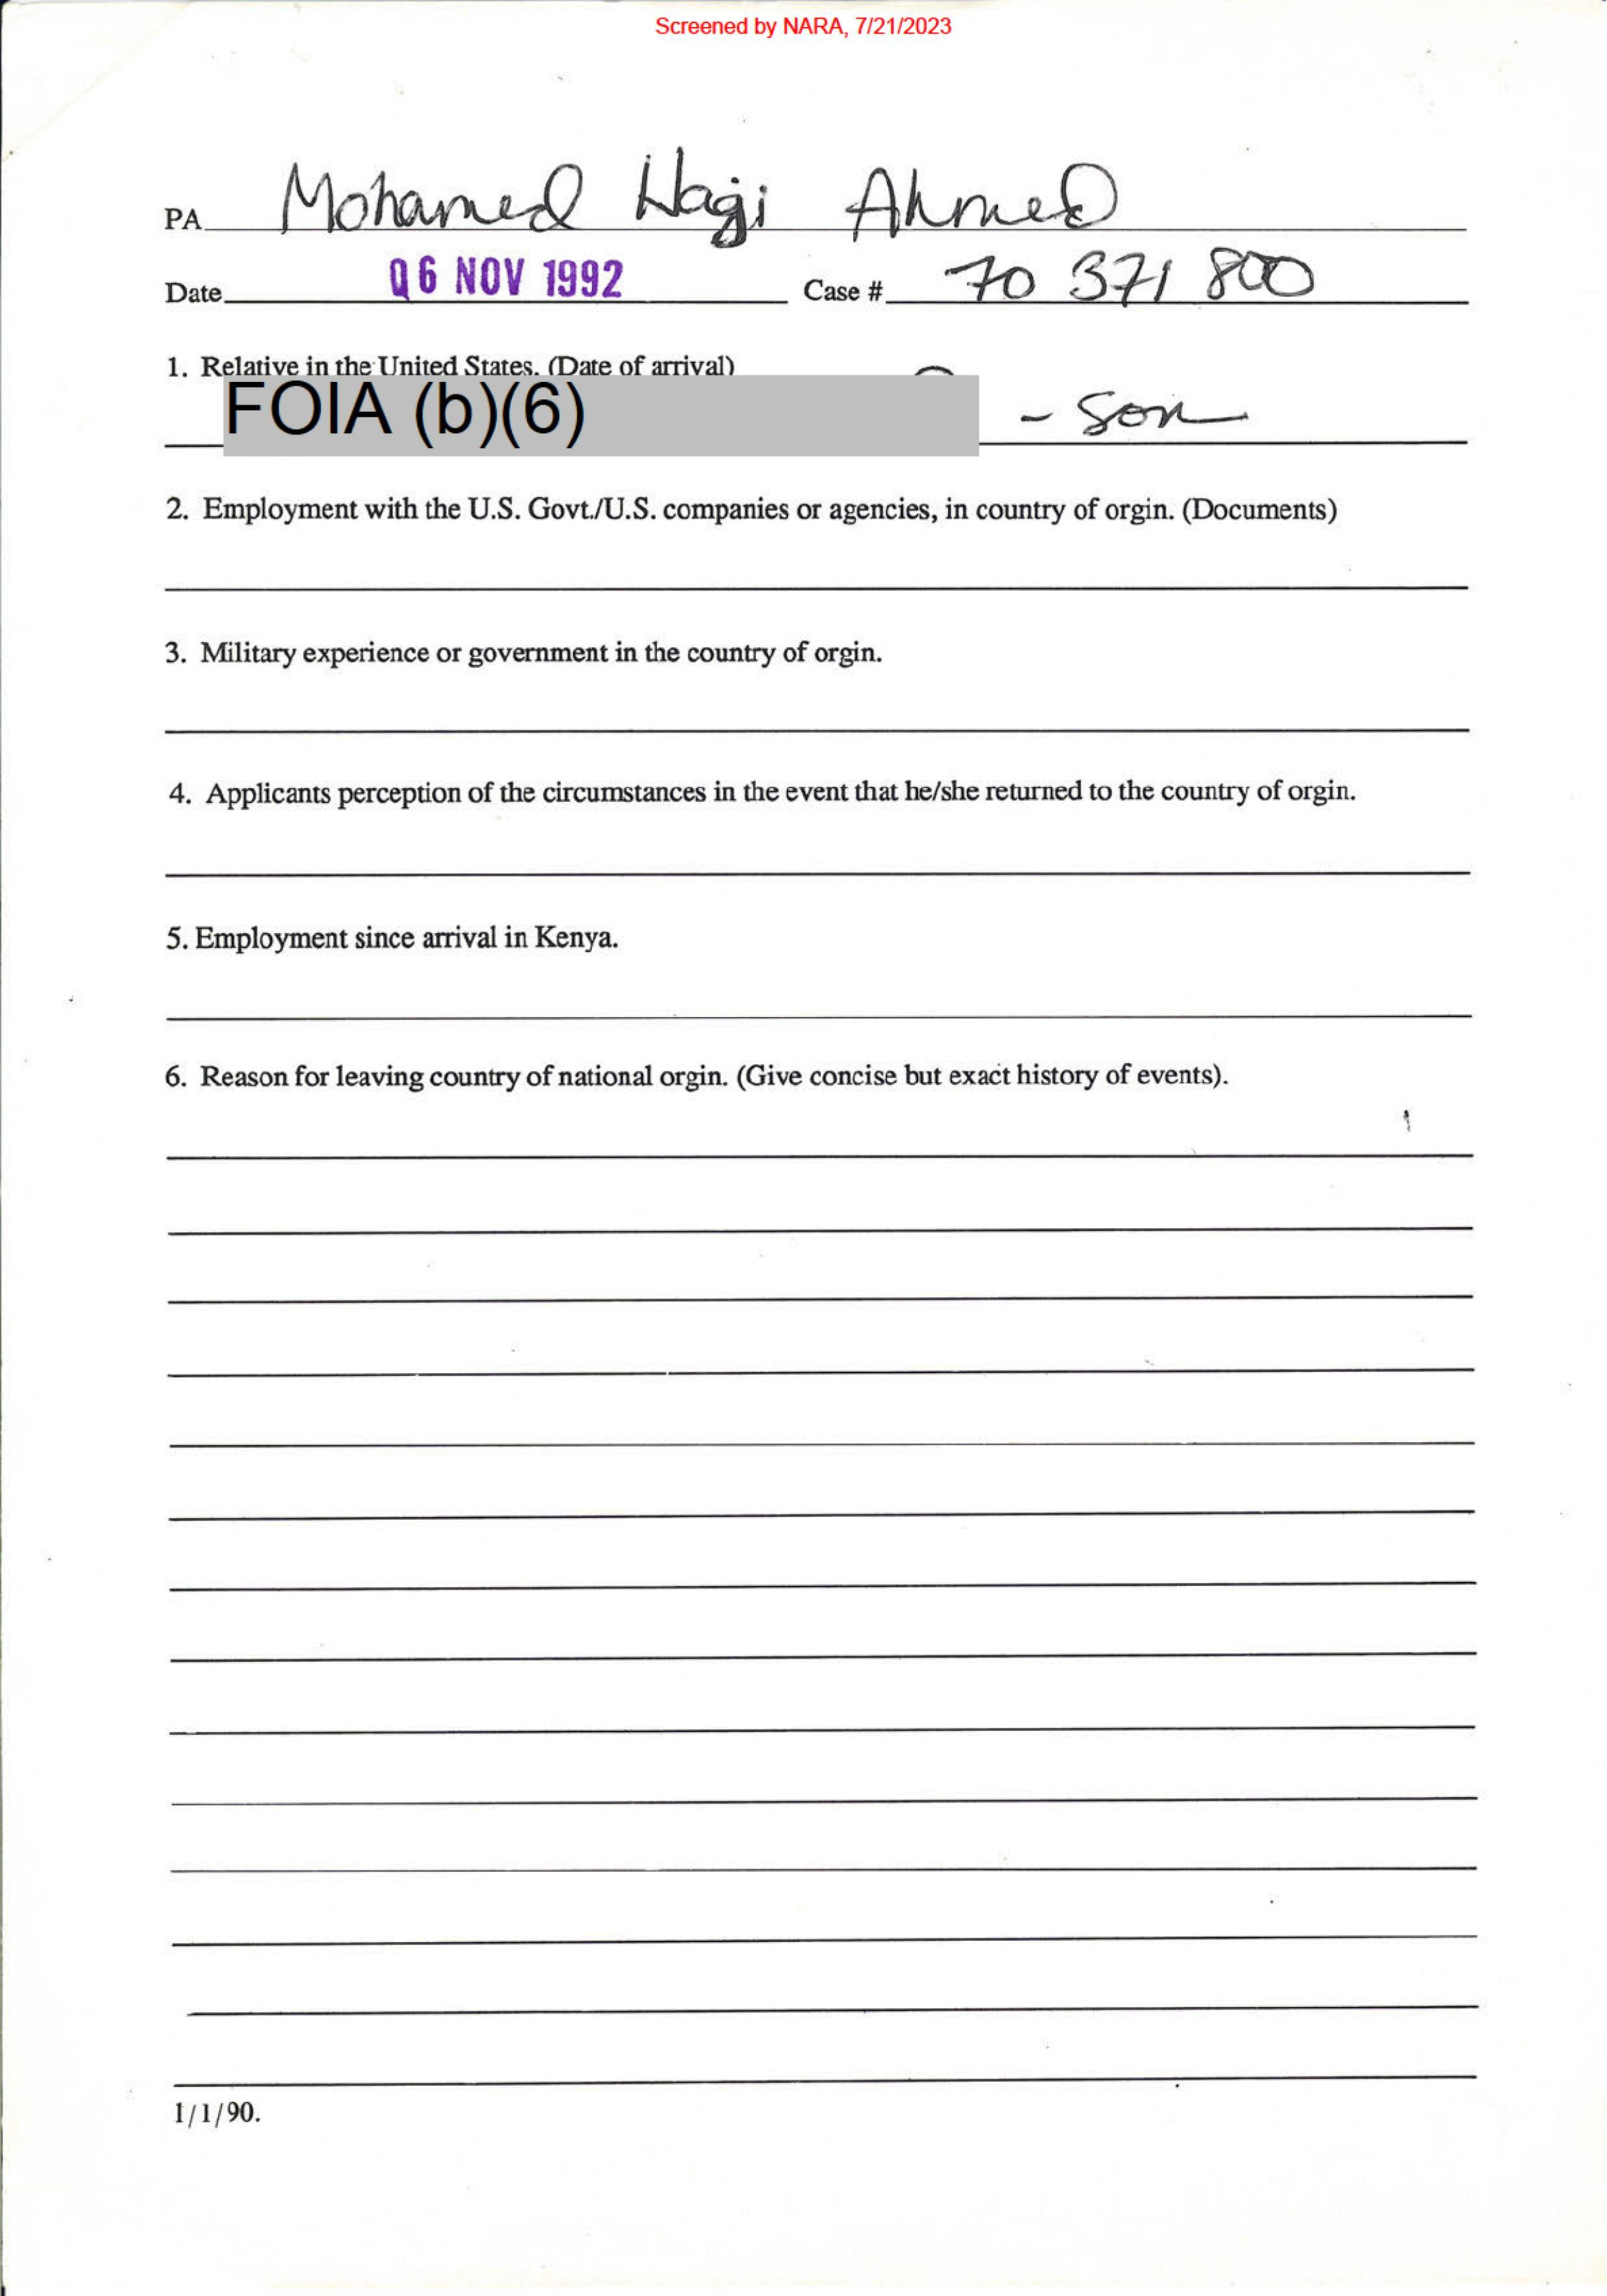 Screened by NARA, 7/21/2023
PA Mohamed Hagi Ahmed
Date 06 NOV 1992 Case # 70 371 800
1. Relative in the United States. (Date of arrival)
FOIA (b)(6) - Son
2. Employment with the U.S. Govt./U.S. companies or agencies, in country of orgin. (Documents)
3. Military experience or government in the country of orgin.
4. Applicants perception of the circumstances in the event that he/she returned to the country of orgin.
5. Employment since arrival in Kenya.
6. Reason for leaving country of national orgin. (Give concise but exact history of events).
1/1/90.